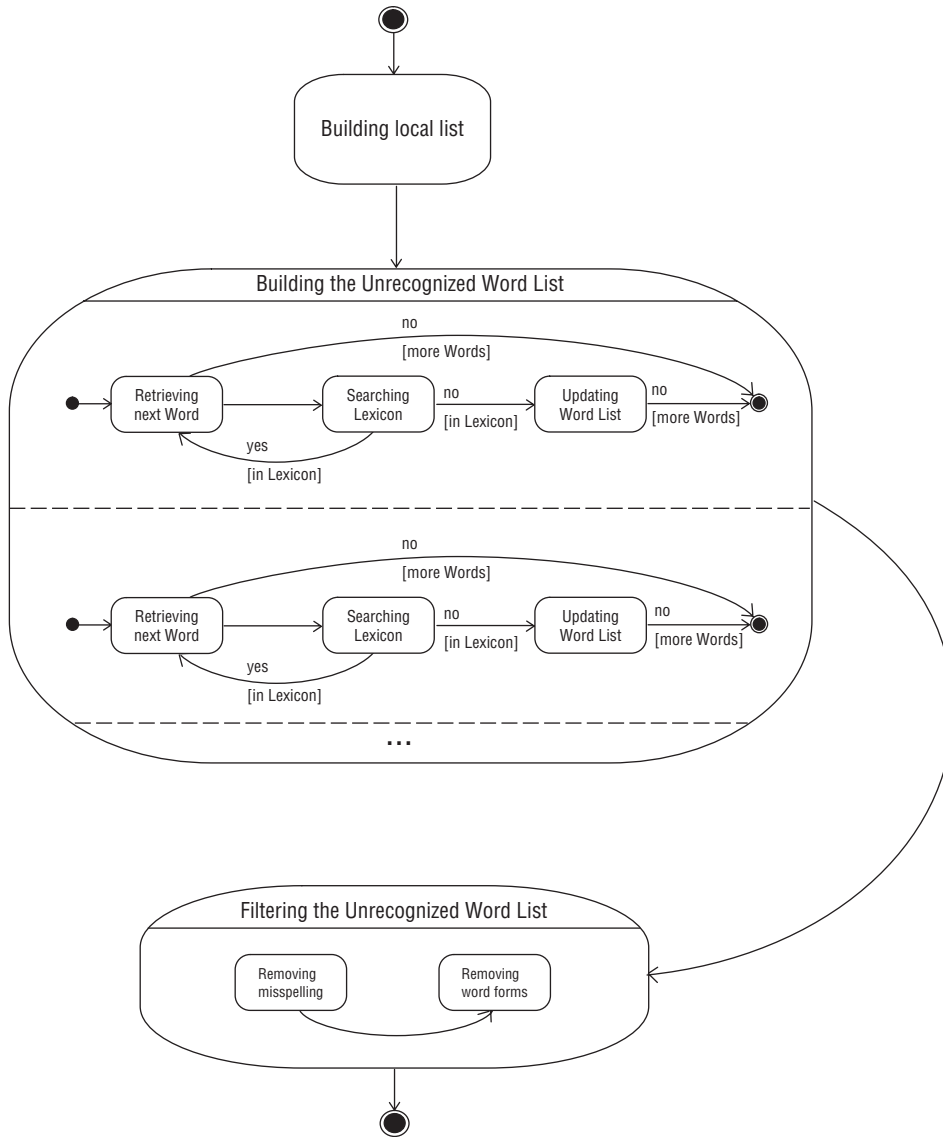 Building local list
Building the Unrecognized Word List
no
[more Words]
Retrieving
next Word
Searching
Lexicon
no
[in Lexicon]
Updating
Word List
no
[more Words]
yes
[in Lexicon]
no
[more Words]
Retrieving
next Word
Searching
Lexicon
no
[in Lexicon]
Updating
Word List
no
[more Words]
yes
[in Lexicon]
...
Filtering the Unrecognized Word List
Removing
misspelling
Removing
word forms